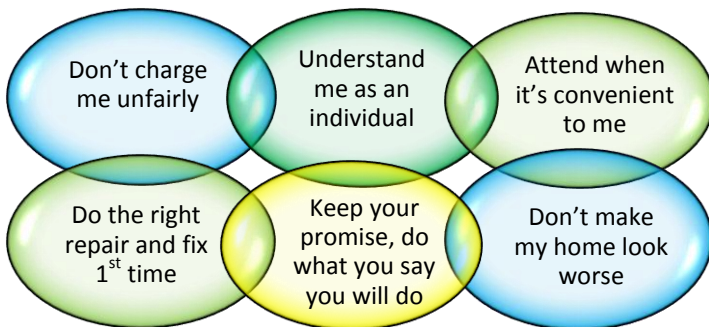 Don’t charge
me unfairly
Understand
me as an
individual
Attend when
it’s convenient
to me
Do the right
repair and fix
1st time
Keep your
promise, do
what you say
you will do
Don’t make
my home look
worse